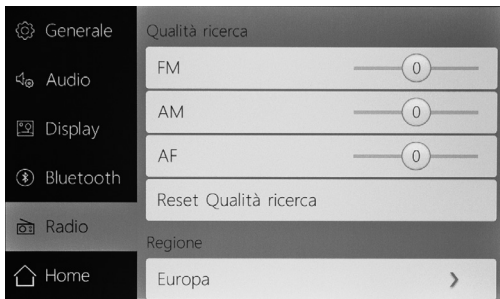 Generale
Audio
Display
Bluetooth
Radio
Home
Qualità ricerca
FM 0
AM 0
AF 0
Reset Qualità ricerca
Regione
Europa